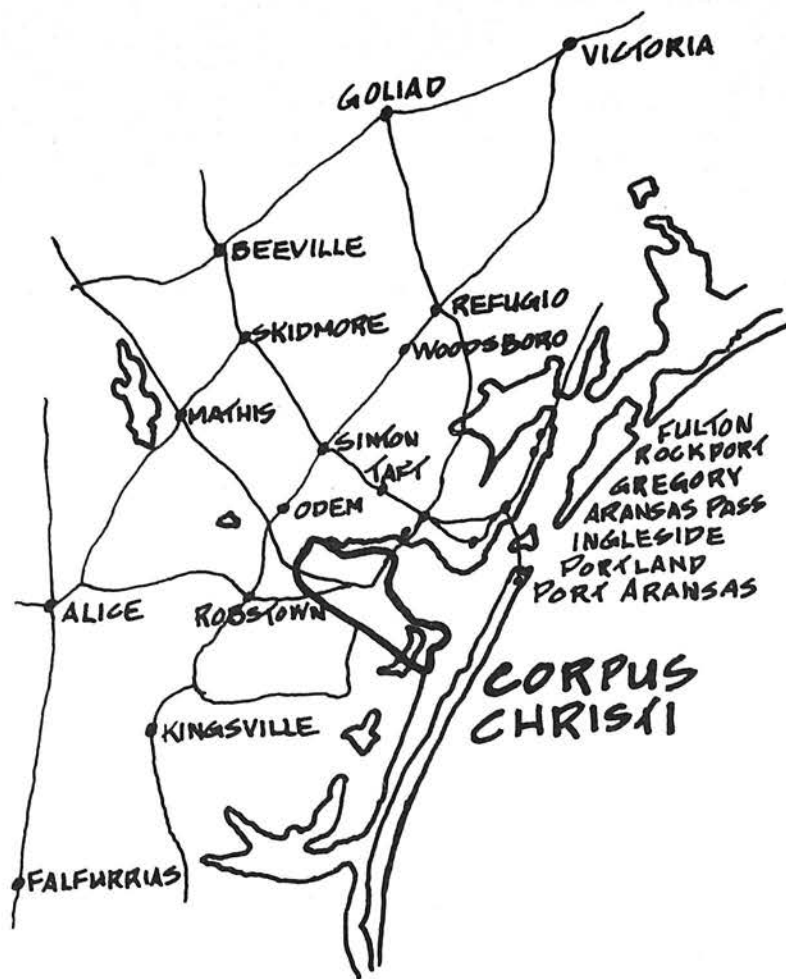 VICTORIA
GOLIAD
BEEVILLE
REFUGIO
SKIDMORE
WOODSBORO
MATHIS
SINTON
TAFT
FULTON
ROCKPORT
GREGORY
ARANSAS PASS
INGLESIDE
PORTLAND
PORT ARANSAS
ODEM
ALICE
ROBSTOWN
CORPUS
CHRISTI
KINGSVILLE
FALFURRIUS